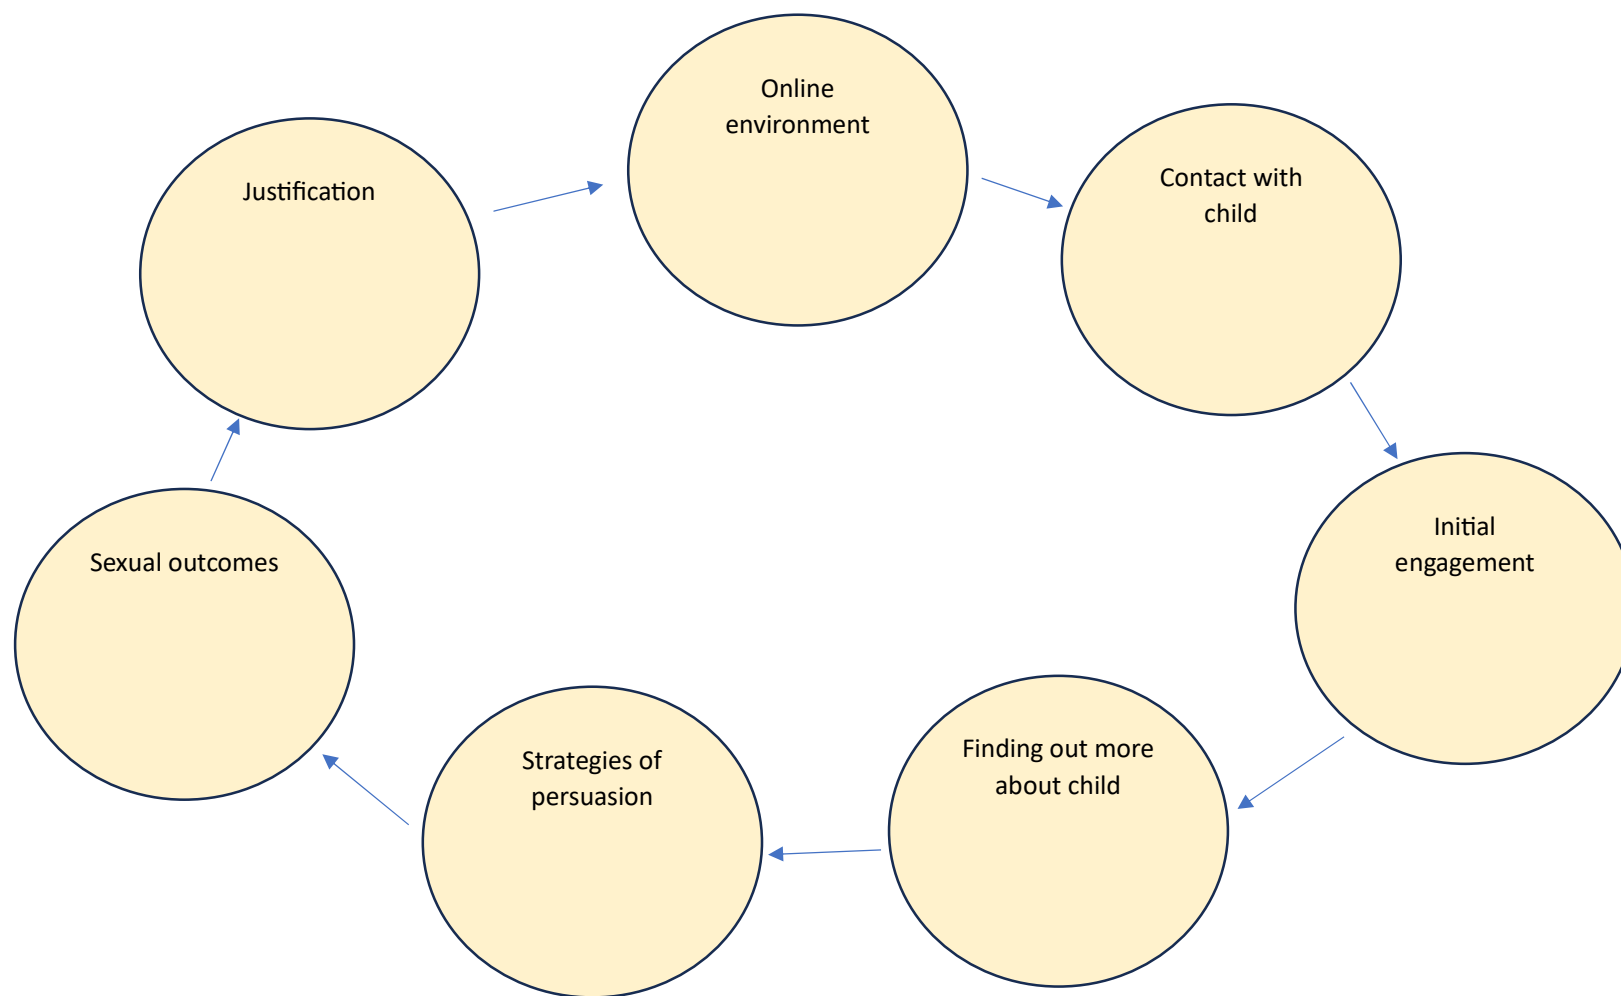 Online
environment
Contact with
child
Initial
engagement
Finding out more
about child
Strategies of
persuasion
Sexual outcomes
Justification